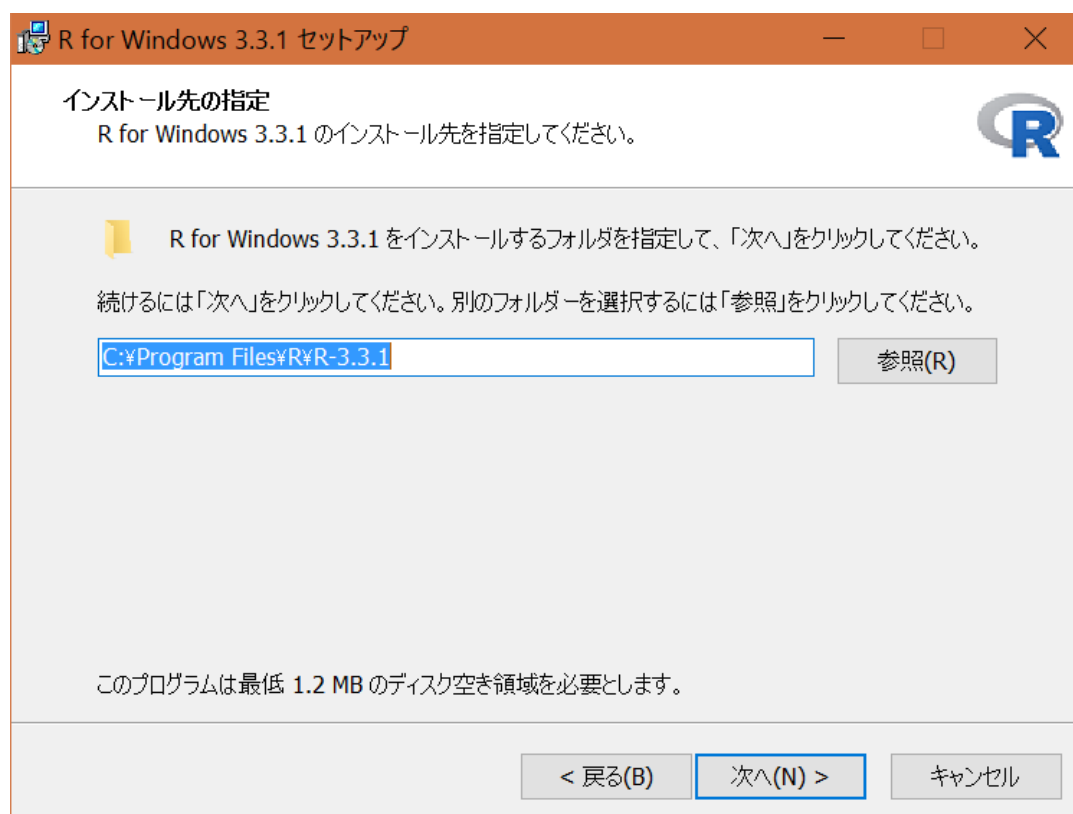 R for Windows 3.3.1 セットアップ
インストール先の指定
R for Windows 3.3.1 のインストール先を指定してください。
R
R for Windows 3.3.1 をインストールするフォルダを指定して、「次へ」をクリックしてください。
続けるには「次へ」をクリックしてください。別のフォルダーを選択するには「参照」をクリックしてください。
C:¥Program Files¥R¥R-3.3.1
参照(R)
このプログラムは最低 1.2 MB のディスク空き領域を必要とします。
< 戻る(B)
次へ(N) >
キャンセル